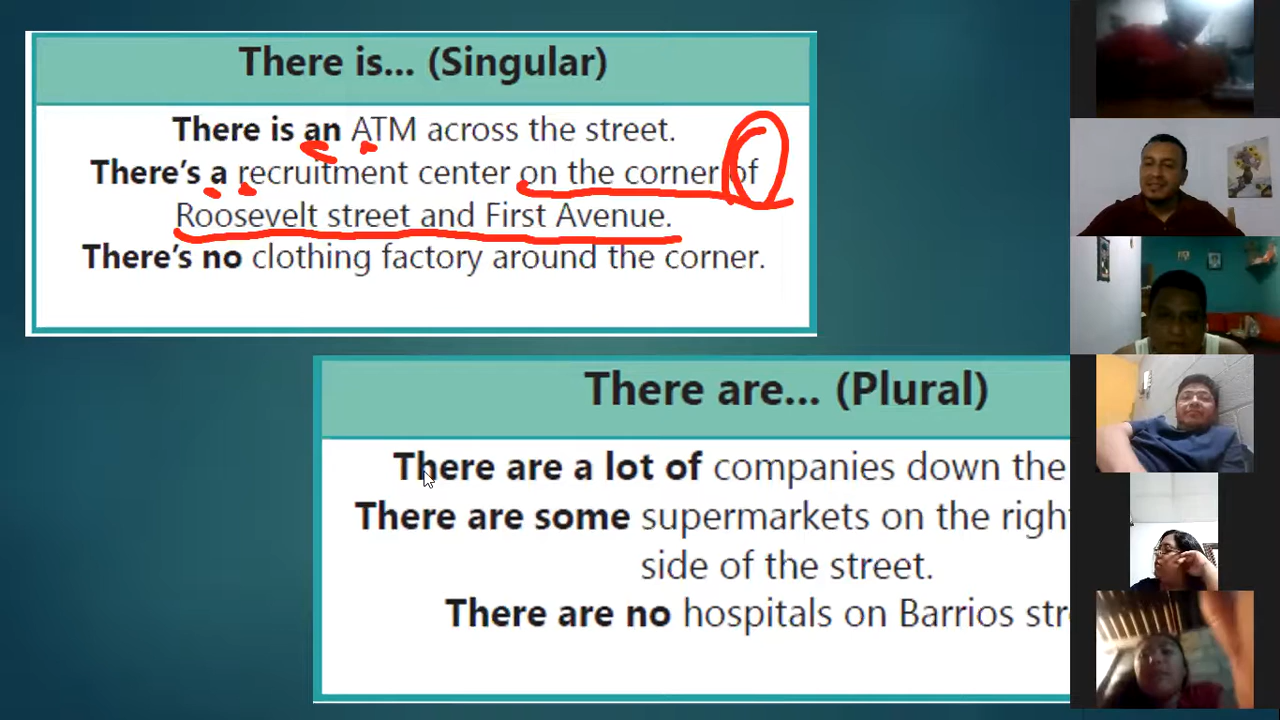 There is... (Singular)
There is an ATM across the street.
There's a recruitment center on the corner of
Roosevelt street and First Avenue.
There's no clothing factory around the corner.
There are... (Plural)
There are a lot of companies down the
There are some supermarkets on the right
side of the street.
There are no hospitals on Barrios